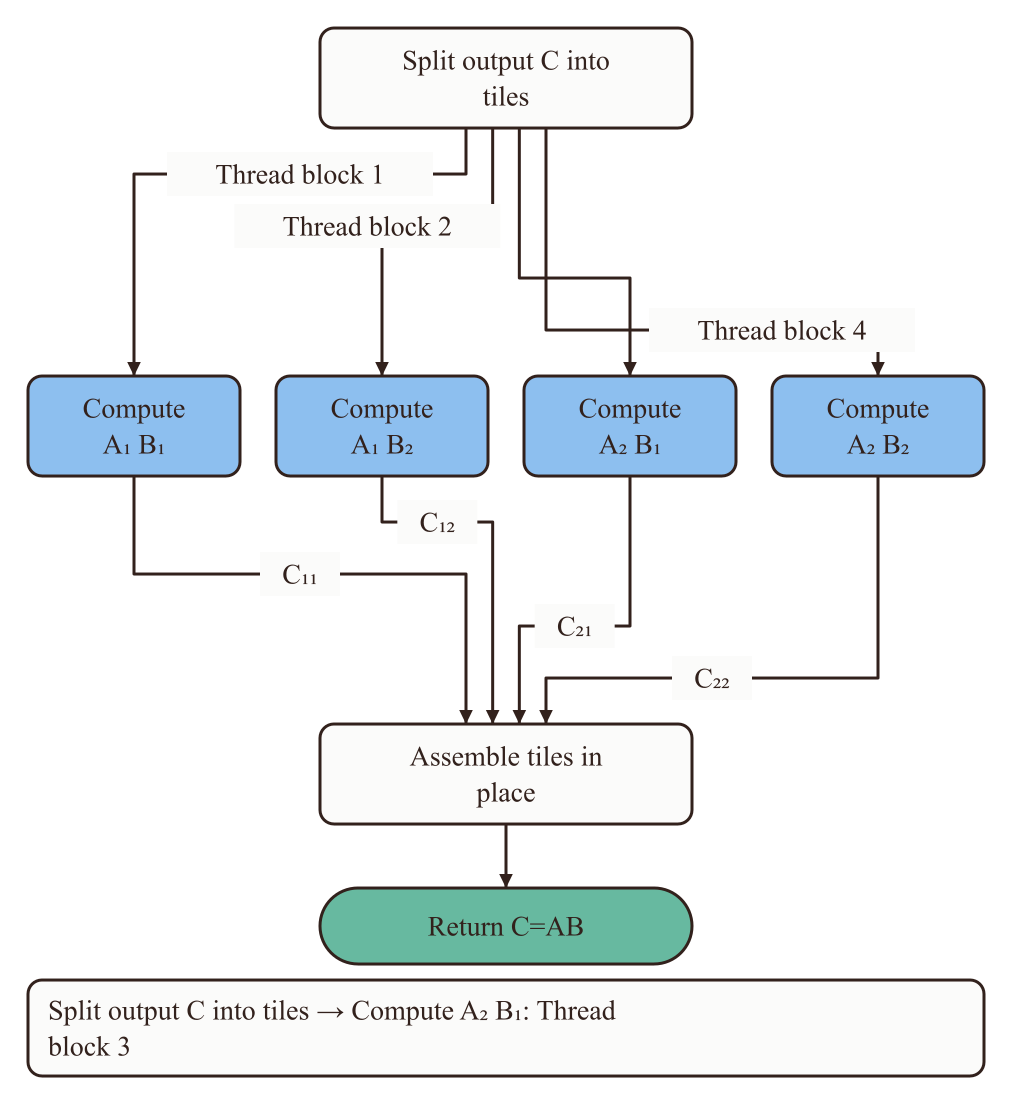 Split output C into
tiles
Thread block 1
Thread block 2
Thread block 4
Compute
A₁ B₁
Compute
A₁ B₂
Compute
A₂ B₁
Compute
A₂ B₂
C₁₂
C₁₁
C₂₁
C₂₂
Assemble tiles in
place
Return C=AB
Split output C into tiles → Compute A₂ B₁: Thread
block 3